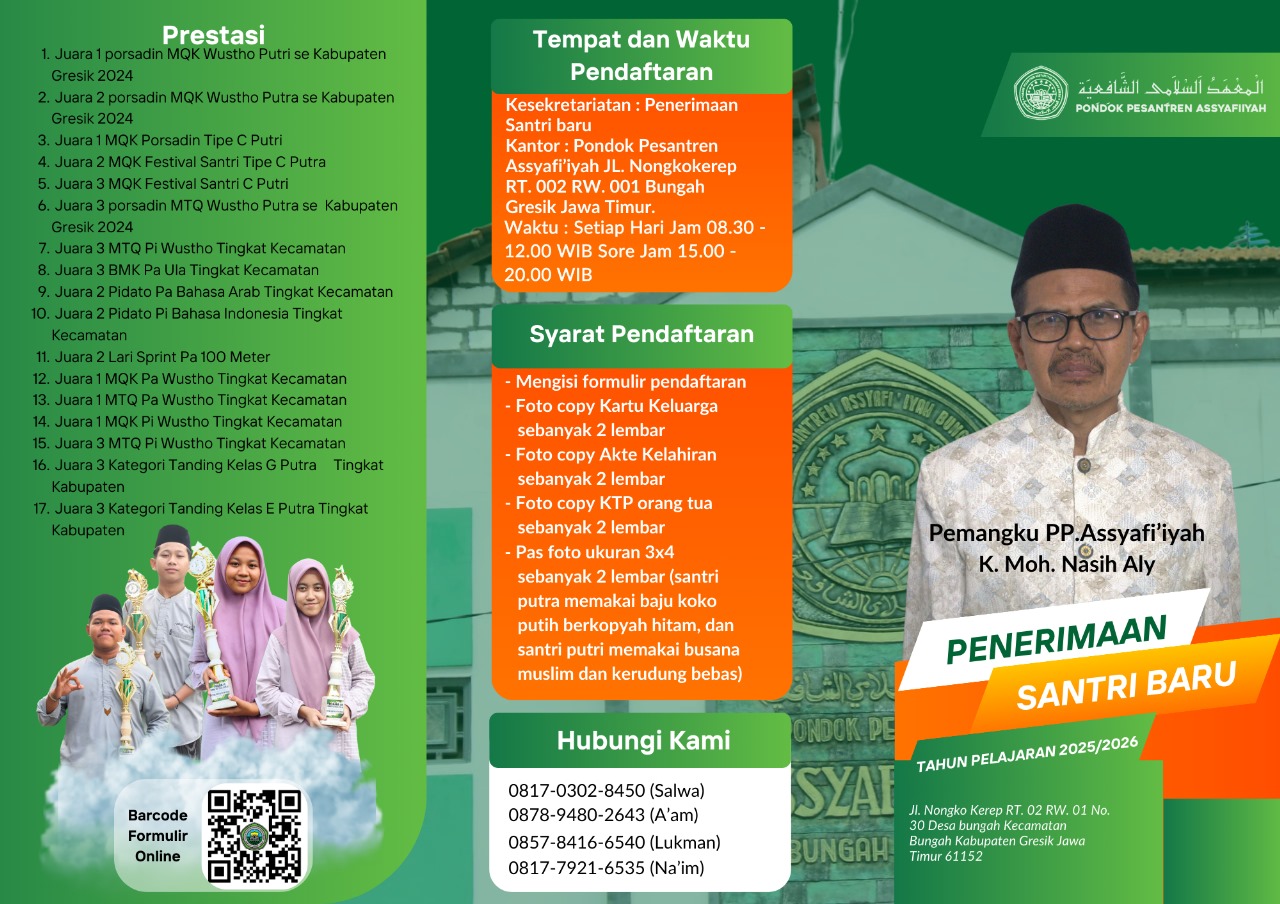 Prestasi
1. Juara 1 porsadin MQK Wustho Putri se Kabupaten
Gresik 2024
2. Juara 2 porsadin MQK Wustho Putra se Kabupaten
Gresik 2024
3. Juara 1 MQK Porsadin Tipe C Putri
4. Juara 2 MQK Festival Santri Tipe C Putra
5. Juara 3 MQK Festival Santri C Putri
6. Juara 3 porsadin MTQ Wustho Putra se Kabupaten
Gresik 2024
7. Juara 3 MTQ Pi Wustho Tingkat Kecamatan
8. Juara 3 BMK Pa Ula Tingkat Kecamatan
9. Juara 2 Pidato Pa Bahasa Arab Tingkat Kecamatan
10. Juara 2 Pidato Pi Bahasa Indonesia Tingkat
Kecamatan
11. Juara 2 Lari Sprint Pa 100 Meter
12. Juara 1 MQK Pa Wustho Tingkat Kecamatan
13. Juara 1 MTQ Pa Wustho Tingkat Kecamatan
14. Juara 1 MQK Pi Wustho Tingkat Kecamatan
15. Juara 3 MTQ Pi Wustho Tingkat Kecamatan
16. Juara 3 Kategori Tanding Kelas G Putra Tingkat
Kabupaten
17. Juara 3 Kategori Tanding Kelas E Putra Tingkat
Kabupaten
Barcode
Formulir
Online
Tempat dan Waktu
Pendaftaran
Kesekretariatan : Penerimaan
Santri baru
Kantor : Pondok Pesantren
Assyafi’iyah JL. Nongkokerep
RT. 002 RW. 001 Bungah
Gresik Jawa Timur.
Waktu : Setiap Hari Jam 08.30 -
12.00 WIB Sore Jam 15.00 -
20.00 WIB
Syarat Pendaftaran
- Mengisi formulir pendaftaran
- Foto copy Kartu Keluarga
sebanyak 2 lembar
- Foto copy Akte Kelahiran
sebanyak 2 lembar
- Foto copy KTP orang tua
sebanyak 2 lembar
- Pas foto ukuran 3x4
sebanyak 2 lembar (santri
putra memakai baju koko
putih berkopyah hitam, dan
santri putri memakai busana
muslim dan kerudung bebas)
Hubungi Kami
0817-0302-8450 (Salwa)
0878-9480-2643 (A’am)
0857-8416-6540 (Lukman)
0817-7921-6535 (Na’im)
المعهد السلامى الشافعية
PONDOK PESANTREN ASSYAFIIYAH
Pemangku PP.Assyafi’iyah
K. Moh. Nasih Aly
PENERIMAAN
SANTRI BARU
TAHUN PELAJARAN 2025/2026
Jl. Nongko Kerep RT. 02 RW. 01 No.
30 Desa bungah Kecamatan
Bungah Kabupaten Gresik Jawa
Timur 61152